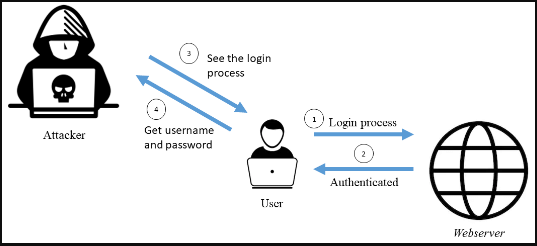 3
See the login
process
4
Get username
and password
Attacker
1
Login process
2
Authenticated
User
Webserver